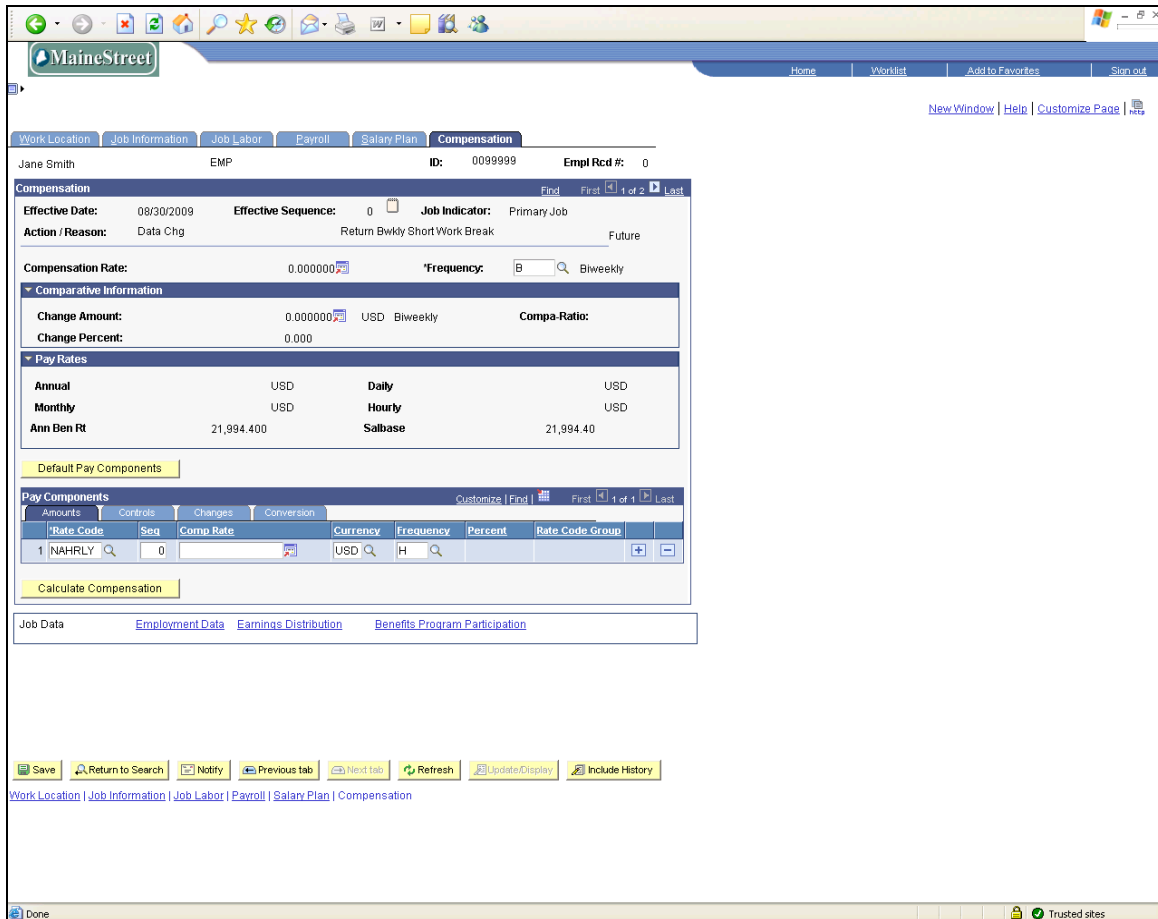 MaineStreet
Home Worklist Add to Favorites Sign out
New Window | Help | Customize Page | http
Work Location Job Information Job Labor Payroll Salary Plan Compensation
Jane Smith EMP ID: 0099999 Empl Rcd #: 0
Compensation Find First 1 of 2 Last
Effective Date: 08/30/2009 Effective Sequence: 0 Job Indicator: Primary Job
Action / Reason: Data Chg Return Bwkly Short Work Break Future
Compensation Rate: 0.000000 *Frequency: B Biweekly
Comparative Information
Change Amount: 0.000000 USD Biweekly Compa-Ratio:
Change Percent: 0.000
Pay Rates
Annual USD Daily USD
Monthly USD Hourly USD
Ann Ben Rt 21,994.400 Salbase 21,994.40
Default Pay Components
Pay Components Customize | Find | First 1 of 1 Last
Amounts Controls Changes Conversion
*Rate Code Seq Comp Rate Currency Frequency Percent Rate Code Group
1 NAHRLY 0 USD H
Calculate Compensation
Job Data Employment Data Earnings Distribution Benefits Program Participation
Save Return to Search Notify Previous tab Next tab Refresh Update/Display Include History
Work Location | Job Information | Job Labor | Payroll | Salary Plan | Compensation
Done Trusted sites